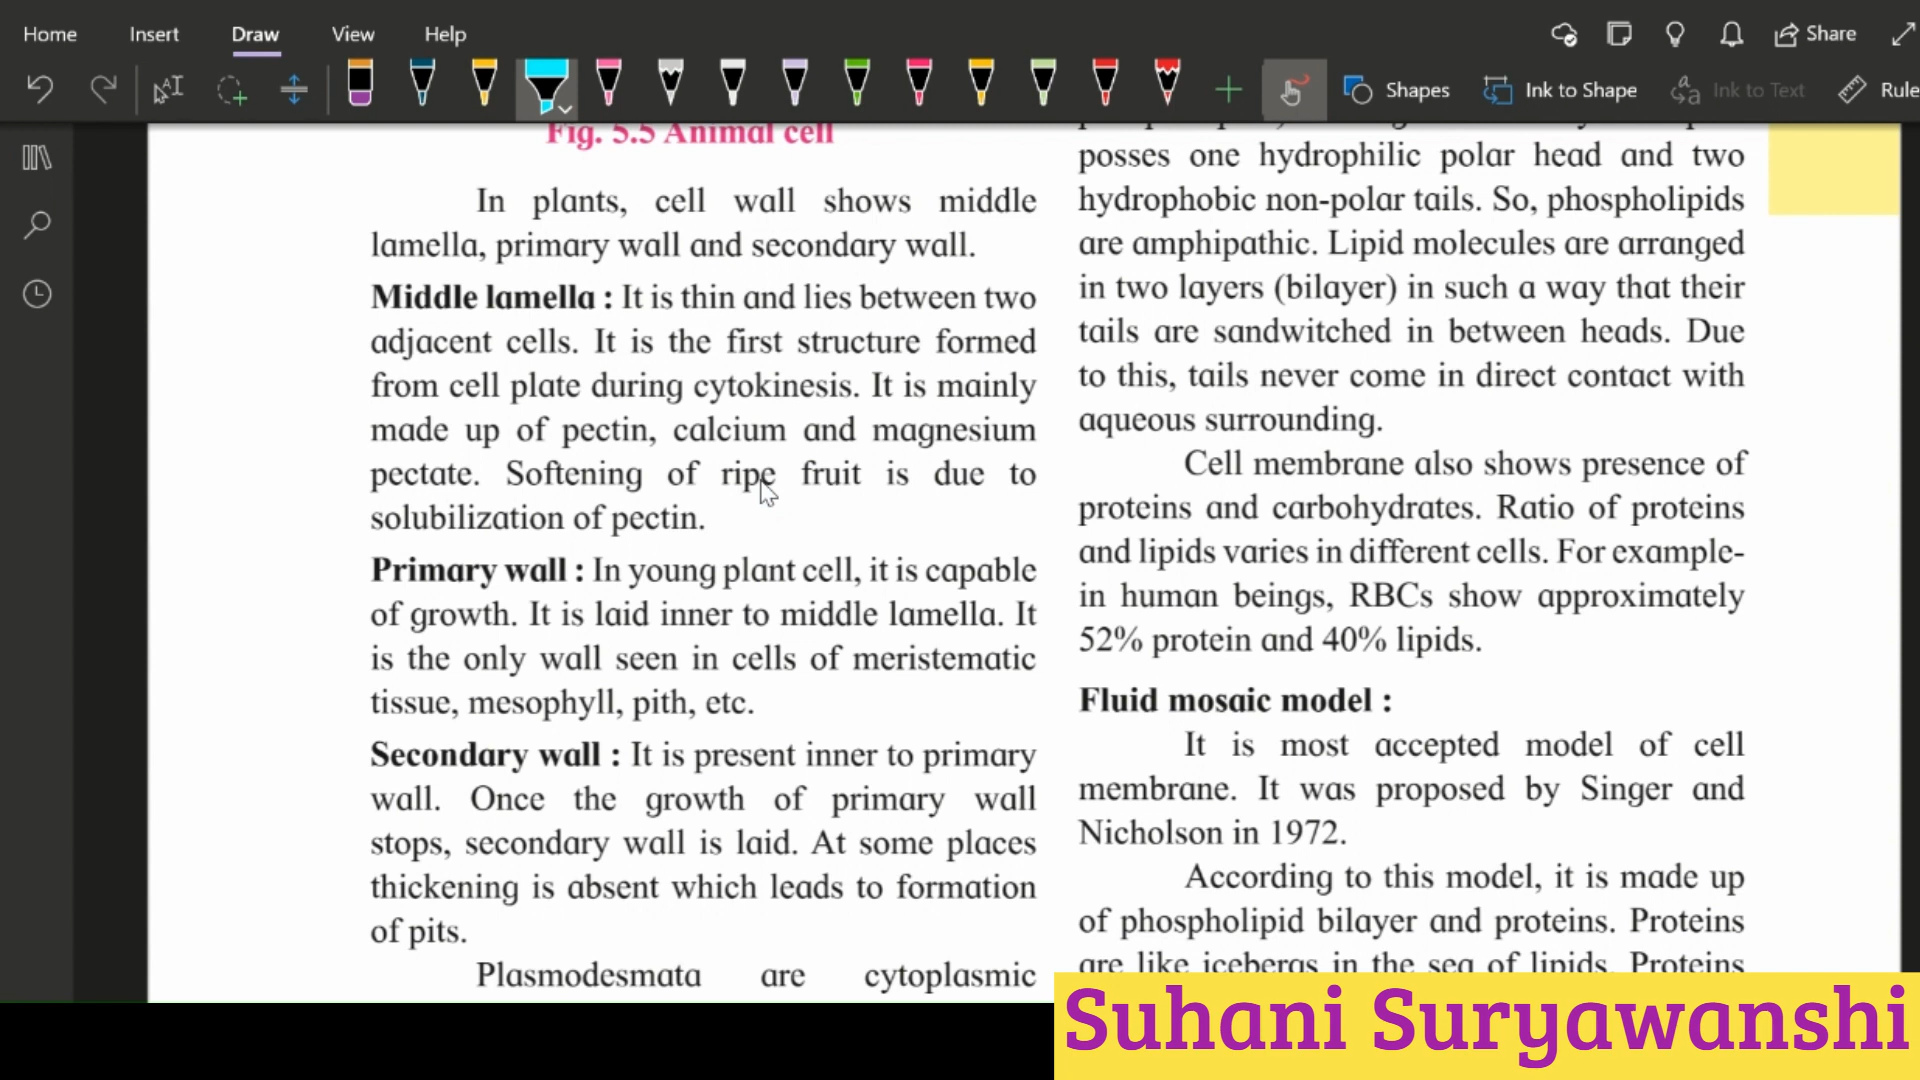 Home Insert Draw View Help
Share
Shapes Ink to Shape Ink to Text Rule
Fig. 5.5 Animal cell
In plants, cell wall shows middle
lamella, primary wall and secondary wall.
Middle lamella : It is thin and lies between two
adjacent cells. It is the first structure formed
from cell plate during cytokinesis. It is mainly
made up of pectin, calcium and magnesium
pectate. Softening of ripe fruit is due to
solubilization of pectin.
Primary wall : In young plant cell, it is capable
of growth. It is laid inner to middle lamella. It
is the only wall seen in cells of meristematic
tissue, mesophyll, pith, etc.
Secondary wall : It is present inner to primary
wall. Once the growth of primary wall
stops, secondary wall is laid. At some places
thickening is absent which leads to formation
of pits.
Plasmodesmata are cytoplasmic
posses one hydrophilic polar head and two
hydrophobic non-polar tails. So, phospholipids
are amphipathic. Lipid molecules are arranged
in two layers (bilayer) in such a way that their
tails are sandwitched in between heads. Due
to this, tails never come in direct contact with
aqueous surrounding.
Cell membrane also shows presence of
proteins and carbohydrates. Ratio of proteins
and lipids varies in different cells. For example-
in human beings, RBCs show approximately
52% protein and 40% lipids.
Fluid mosaic model :
It is most accepted model of cell
membrane. It was proposed by Singer and
Nicholson in 1972.
According to this model, it is made up
of phospholipid bilayer and proteins. Proteins
are like icebergs in the sea of lipids. Proteins
Suhani Suryawanshi